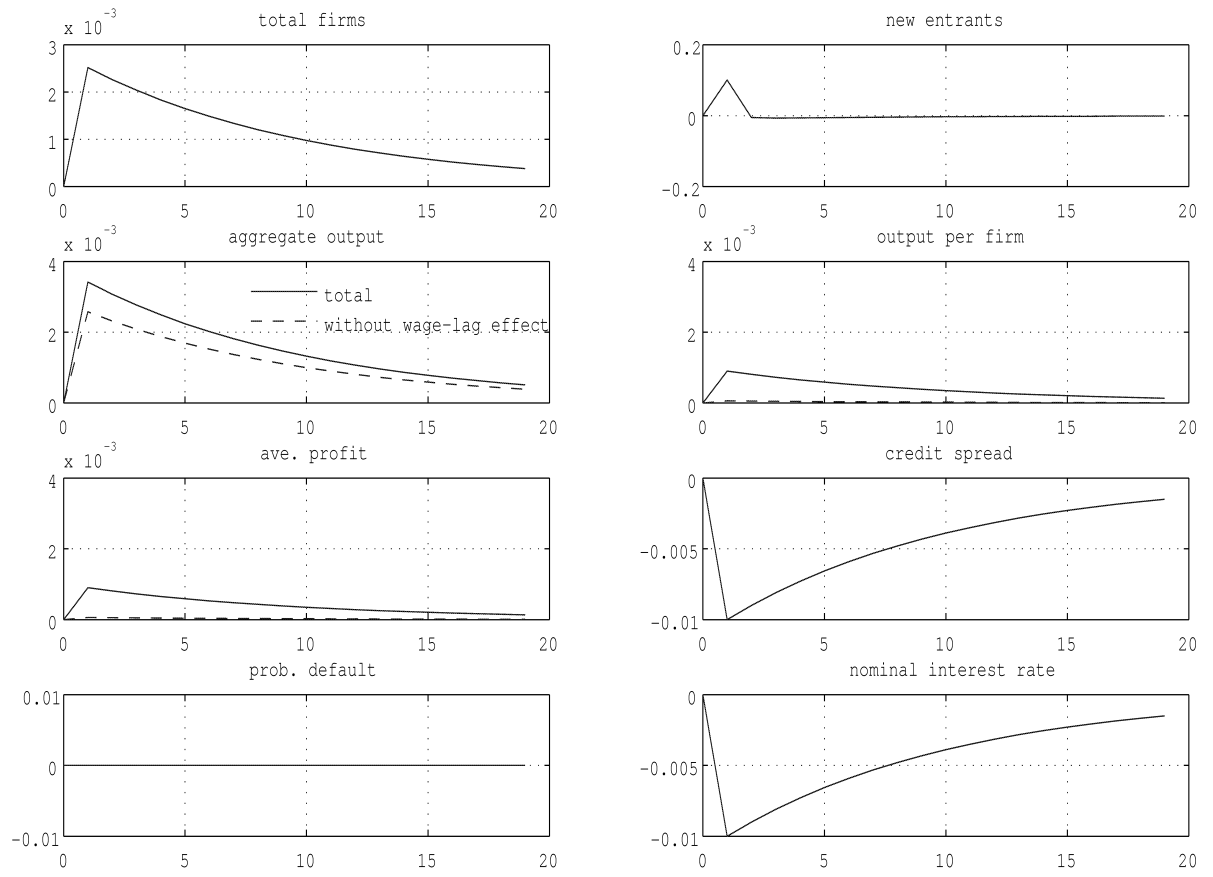 total firms
x 10^-3
3
2
1
0
0 5 10 15 20
new entrants
0.2
0
-0.2
0 5 10 15 20
aggregate output
x 10^-3
4
2
0
total
without wage-lag effect
0 5 10 15 20
output per firm
x 10^-3
4
2
0
0 5 10 15 20
ave. profit
x 10^-3
4
2
0
0 5 10 15 20
credit spread
0
-0.005
-0.01
0 5 10 15 20
prob. default
0.01
0
-0.01
0 5 10 15 20
nominal interest rate
0
-0.005
-0.01
0 5 10 15 20